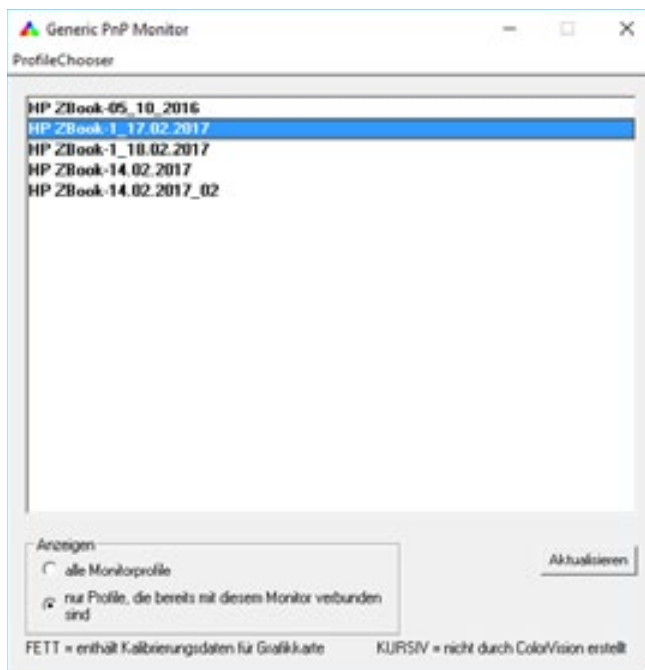 Generic PnP Monitor
ProfileChooser
HP ZBook-05_10_2016
HP ZBook-1_17.02.2017
HP ZBook-1_18.02.2017
HP ZBook-14.02.2017
HP ZBook-14.02.2017_02
Anzeigen
alle Monitorprofile
nur Profile, die bereits mit diesem Monitor verbunden
sind
Aktualisieren
FETT = enthält Kalibrierungsdaten für Grafikkarte
KURSIV = nicht durch ColorVision erstellt